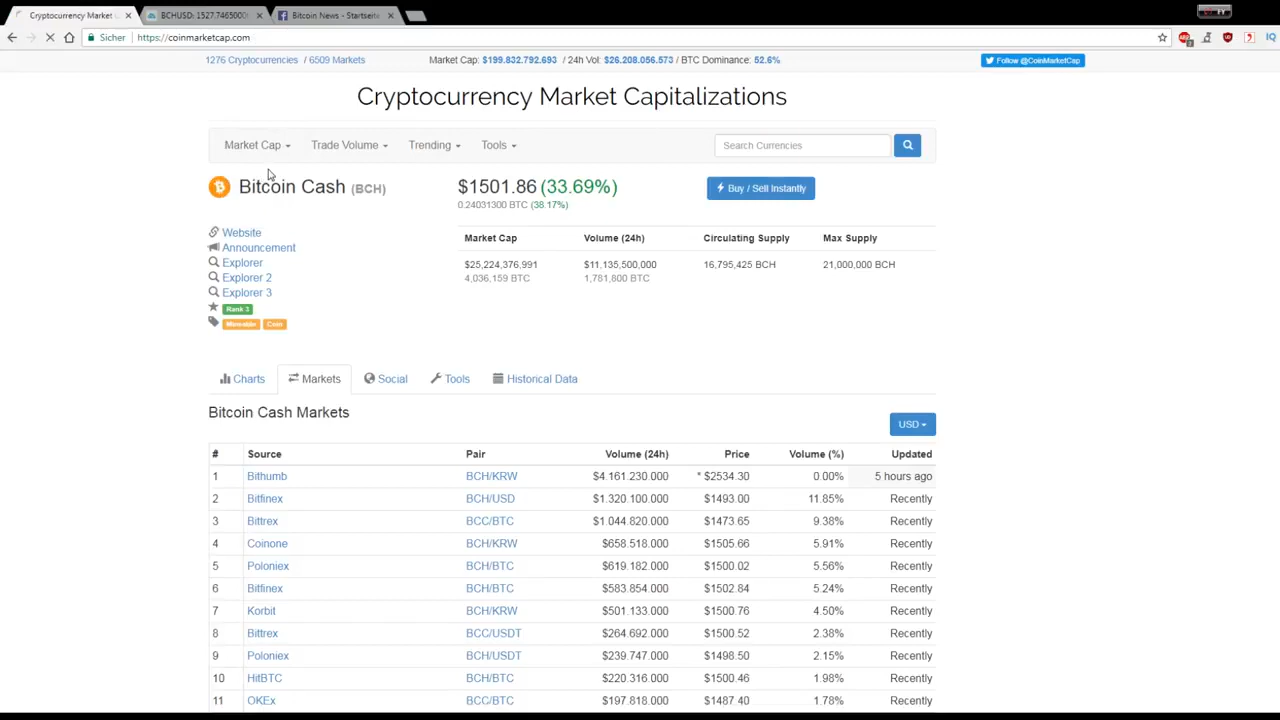 Cryptocurrency Market
BCHUSD: 1527.7465000
Bitcoin News - Startseite
Sicher https://coinmarketcap.com
1276 Cryptocurrencies / 6509 Markets Market Cap: $199.832.792.693 / 24h Vol: $26.208.056.573 / BTC Dominance: 52.6% Follow @CoinMarketCap
Cryptocurrency Market Capitalizations
Market Cap Trade Volume Trending Tools Search Currencies
Bitcoin Cash (BCH) $1501.86 (33.69%) Buy / Sell Instantly
0.24031300 BTC (38.17%)
Website
Announcement
Explorer
Explorer 2
Explorer 3
Rank 3
Mineable Coin
Market Cap Volume (24h) Circulating Supply Max Supply
$25,224,376,991 $11,135,500,000 16,795,425 BCH 21,000,000 BCH
4,036,159 BTC 1,781,800 BTC
Charts Markets Social Tools Historical Data
Bitcoin Cash Markets
USD
# Source Pair Volume (24h) Price Volume (%) Updated
1 Bithumb BCH/KRW $4.161.230.000 * $2534.30 0.00% 5 hours ago
2 Bitfinex BCH/USD $1.320.100.000 $1493.00 11.85% Recently
3 Bittrex BCC/BTC $1.044.820.000 $1473.65 9.38% Recently
4 Coinone BCH/KRW $658.518.000 $1505.66 5.91% Recently
5 Poloniex BCH/BTC $619.182.000 $1500.02 5.56% Recently
6 Bitfinex BCH/BTC $583.854.000 $1502.84 5.24% Recently
7 Korbit BCH/KRW $501.133.000 $1500.76 4.50% Recently
8 Bittrex BCC/USDT $264.692.000 $1500.52 2.38% Recently
9 Poloniex BCH/USDT $239.747.000 $1498.50 2.15% Recently
10 HitBTC BCH/BTC $220.316.000 $1500.46 1.98% Recently
11 OKEx BCC/BTC $197.818.000 $1487.40 1.78% Recently